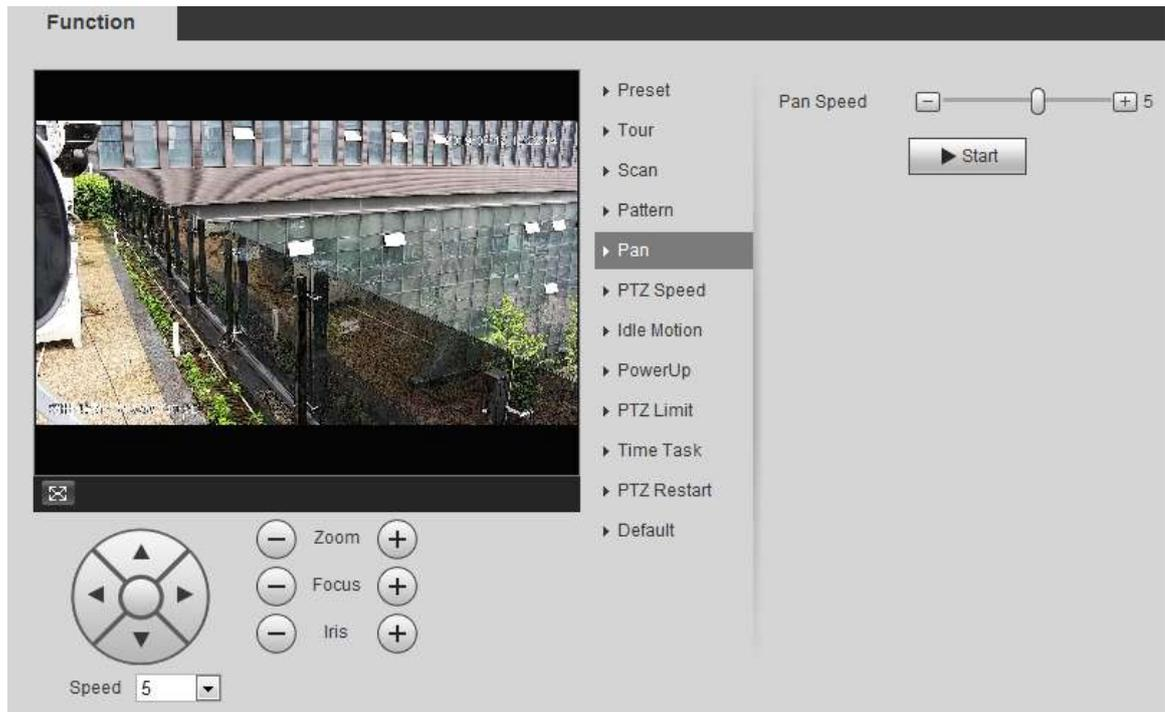 Function
Preset
Tour
Scan
Pattern
Pan
PTZ Speed
Idle Motion
PowerUp
PTZ Limit
Time Task
PTZ Restart
Default
Pan Speed
5
Start
Zoom
Focus
Iris
Speed 5